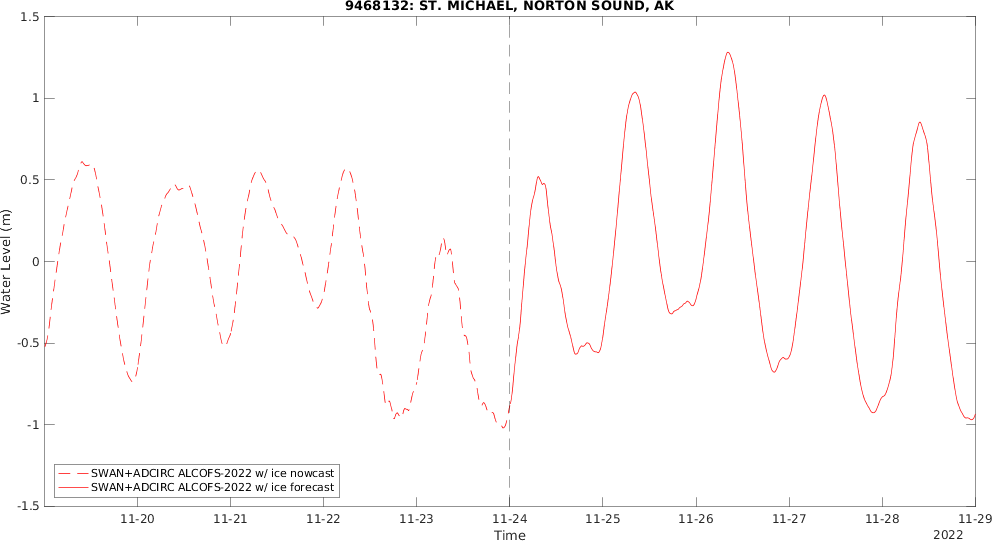 9468132: ST. MICHAEL, NORTON SOUND, AK
1.5
1
0.5
0
-0.5
-1
-1.5
Water Level (m)
SWAN+ADCIRC ALCOFS-2022 w/ ice nowcast
SWAN+ADCIRC ALCOFS-2022 w/ ice forecast
11-20 11-21 11-22 11-23 11-24 11-25 11-26 11-27 11-28 11-29
Time
2022